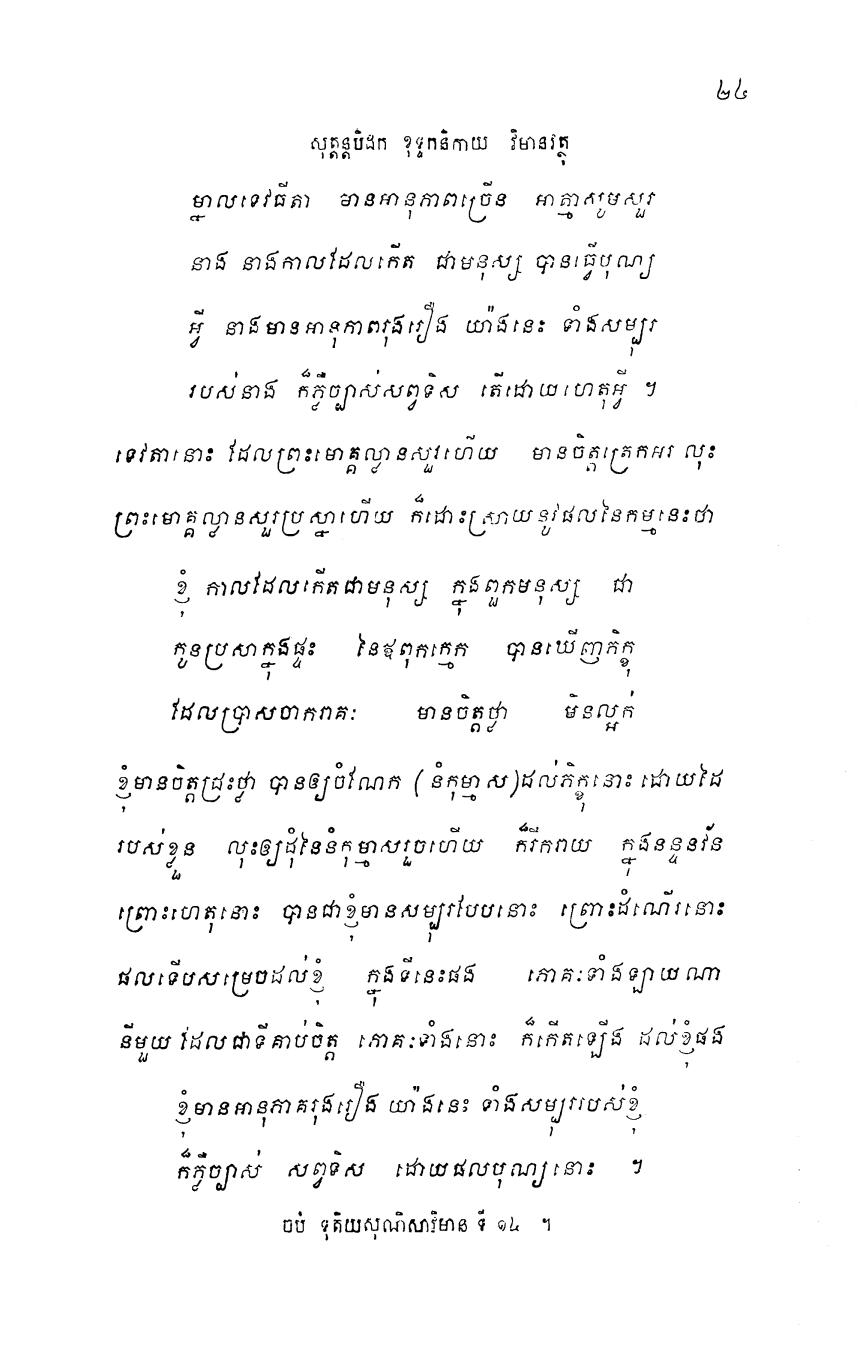 ២៤
សុត្តន្តបិដក ខុទ្ទកនិកាយ វិមានវត្ថុ
ម្នាលទេវធីតា មានអានុភាពច្រើន អាត្មាសូមសួរ
នាង នាងកាលដែលកើត ជាមនុស្ស បានធ្វើបុណ្យ
អ្វី នាងមានអានុភាពរុងរឿង យ៉ាងនេះ ទាំងសម្បុរ
របស់នាង ក៏ភ្លឺច្បាស់សព្វទិស តើដោយហេតុអ្វី ។
ទេវតានោះ ដែលព្រះមោគ្គល្លានសួរហើយ មានចិត្តត្រេកអរ លុះ
ព្រះមោគ្គល្លានសួរប្រស្នាហើយ ក៏ដោះស្រាយនូវផលនៃកម្មនេះថា
ខ្ញុំ កាលដែលកើតជាមនុស្ស ក្នុងពួកមនុស្ស ជា
កូនប្រសាក្នុងផ្ទះ នៃឪពុកក្មេក បានឃើញភិក្ខុ
ដែលប្រាសចាករាគៈ មានចិត្តថ្លា មិនល្អក់
ខ្ញុំមានចិត្តជ្រះថ្លា បានឲ្យចំណែក (នំកុម្មាស)ដល់ភិក្ខុនោះ ដោយដៃ
របស់ខ្លួន លុះឲ្យដុំនៃនំកុម្មាសរួចហើយ ក៏រីករាយ ក្នុងនន្ទនវ័ន
ព្រោះហេតុនោះ បានជាខ្ញុំមានសម្បុរបែបនោះ ព្រោះដំណើរនោះ
ផលទើបសម្រេចដល់ខ្ញុំ ក្នុងទីនេះផង ភោគៈទាំងឡាយណា
នីមួយ ដែលជាទីគាប់ចិត្ត ភោគៈទាំងនោះ ក៏កើតឡើង ដល់ខ្ញុំផង
ខ្ញុំមានអានុភាគរុងរឿង យ៉ាងនេះ ទាំងសម្បុររបស់ខ្ញុំ
ក៏ភ្លឺច្បាស់ សព្វទិស ដោយផលបុណ្យនោះ ។
ចប់ ទុតិយសុណិសាវិមាន ទី ១៤ ។